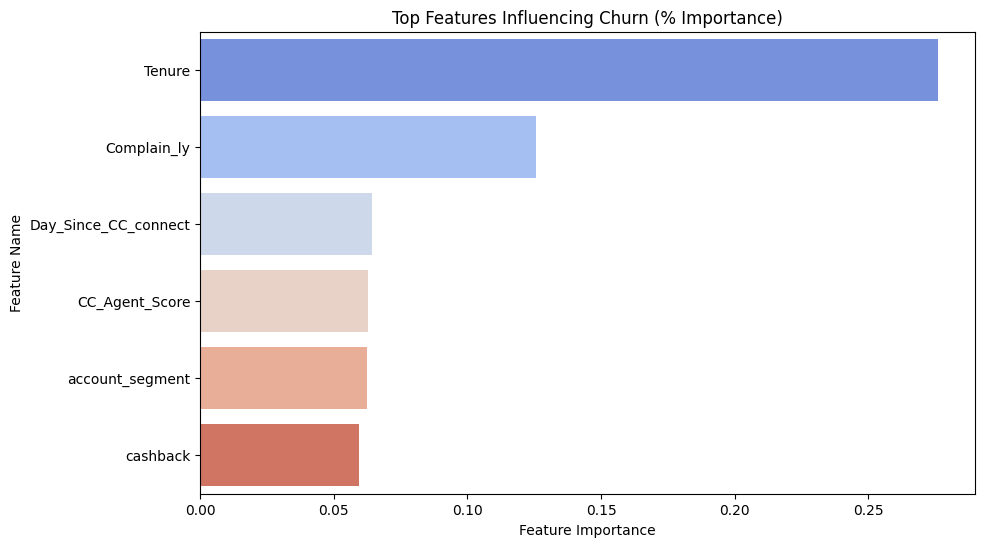 Top Features Influencing Churn (% Importance)
Feature Name
Tenure
Complain_ly
Day_Since_CC_connect
CC_Agent_Score
account_segment
cashback
0.00 0.05 0.10 0.15 0.20 0.25
Feature Importance